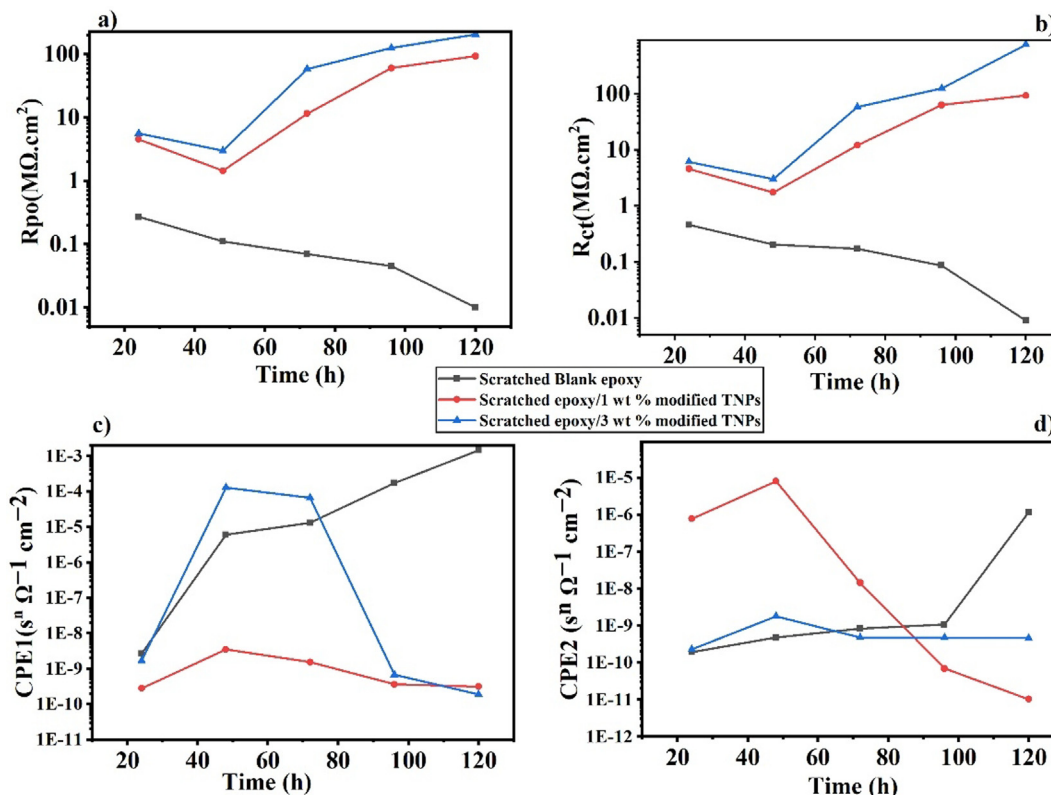 a)
Rpo(MΩ.cm²)
100
10
1
0.1
0.01
20 40 60 80 100 120
Time (h)
b)
Rct(MΩ.cm²)
100
10
1
0.1
0.01
20 40 60 80 100 120
Time (h)
Scratched Blank epoxy
Scratched epoxy/1 wt % modified TNPs
Scratched epoxy/3 wt % modified TNPs
c)
CPE1(sⁿ Ω⁻¹ cm⁻²)
1E-3
1E-4
1E-5
1E-6
1E-7
1E-8
1E-9
1E-10
1E-11
20 40 60 80 100 120
Time (h)
d)
CPE2 (sⁿ Ω⁻¹ cm⁻²)
1E-5
1E-6
1E-7
1E-8
1E-9
1E-10
1E-11
1E-12
20 40 60 80 100 120
Time (h)